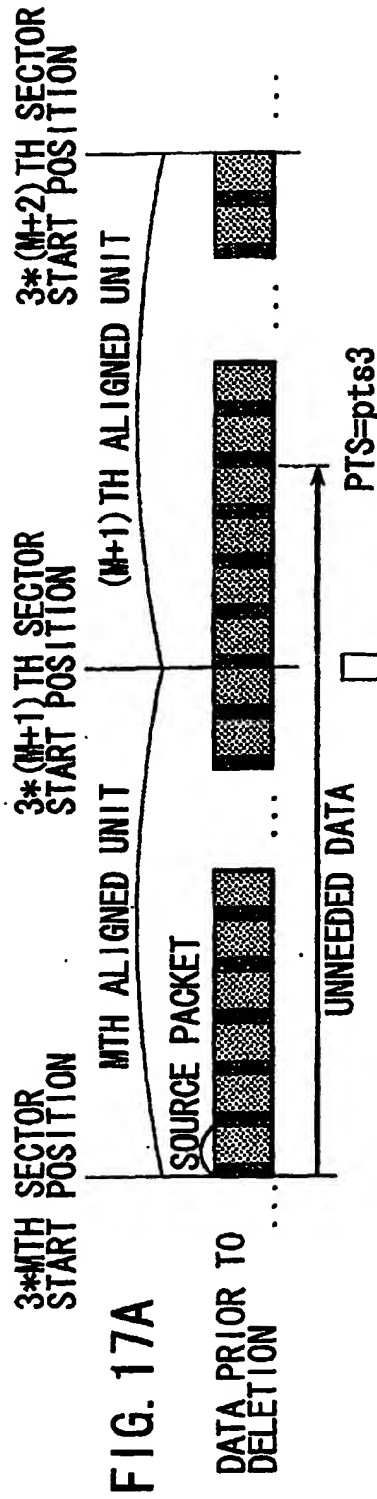 FIG. 17A
3*MTH SECTOR
START POSITION
3*(M+1)TH SECTOR
START POSITION
3*(M+2)TH SECTOR
START POSITION
MTH ALIGNED UNIT
(M+1)TH ALIGNED UNIT
SOURCE PACKET
DATA PRIOR TO
DELETION
...
...
...
...
UNNEEDED DATA
PTS=pts3